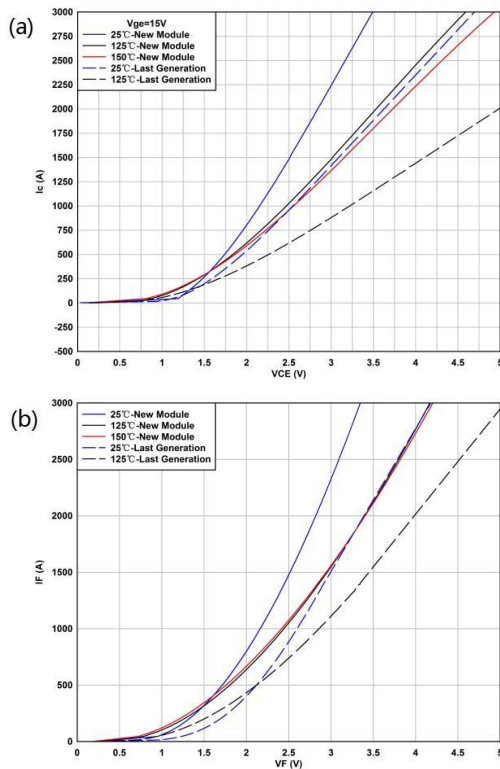 (a)
Vge=15V
25℃-New Module
125℃-New Module
150℃-New Module
25℃-Last Generation
125℃-Last Generation
3000
2750
2500
2250
2000
1750
1500
1250
1000
750
500
250
0
-250
-500
Ic (A)
0 0.5 1 1.5 2 2.5 3 3.5 4 4.5 5
VCE (V)
(b)
25℃-New Module
125℃-New Module
150℃-New Module
25℃-Last Generation
125℃-Last Generation
3000
2500
2000
1500
1000
500
0
IF (A)
0 0.5 1 1.5 2 2.5 3 3.5 4 4.5 5
VF (V)